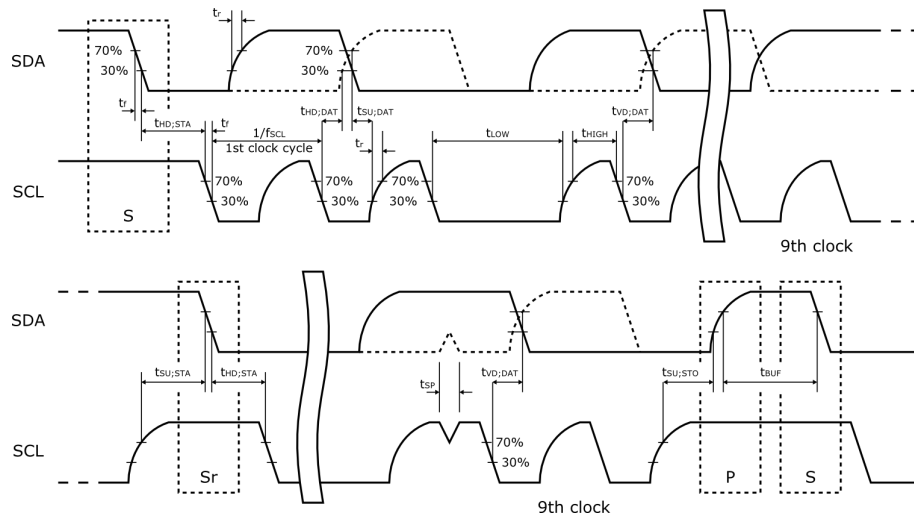 tr
SDA
70%
30%
tf
tHD;STA
tf
1/fSCL
1st clock cycle
70%
30%
tHD;DAT
tSU;DAT
tr
tLOW
tHIGH
tVD;DAT
SCL
70%
30%
70%
30%
70%
70%
30%
S
9th clock
SDA
tSU;STA
tHD;STA
tSP
tVD;DAT
tSU;STO
tBUF
SCL
70%
30%
Sr
P
S
9th clock